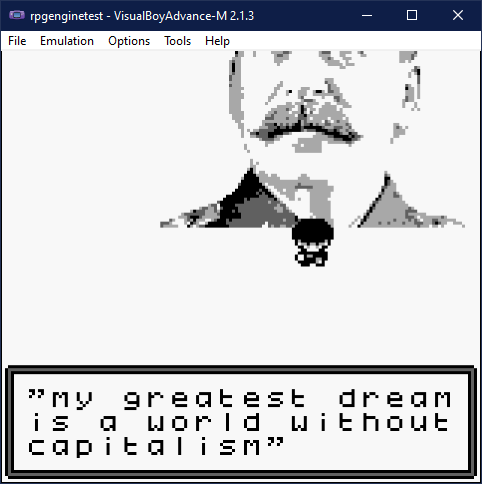 rpgenginetest - VisualBoyAdvance-M 2.1.3
File Emulation Options Tools Help
”my greatest dream
is a world without
capitalism”